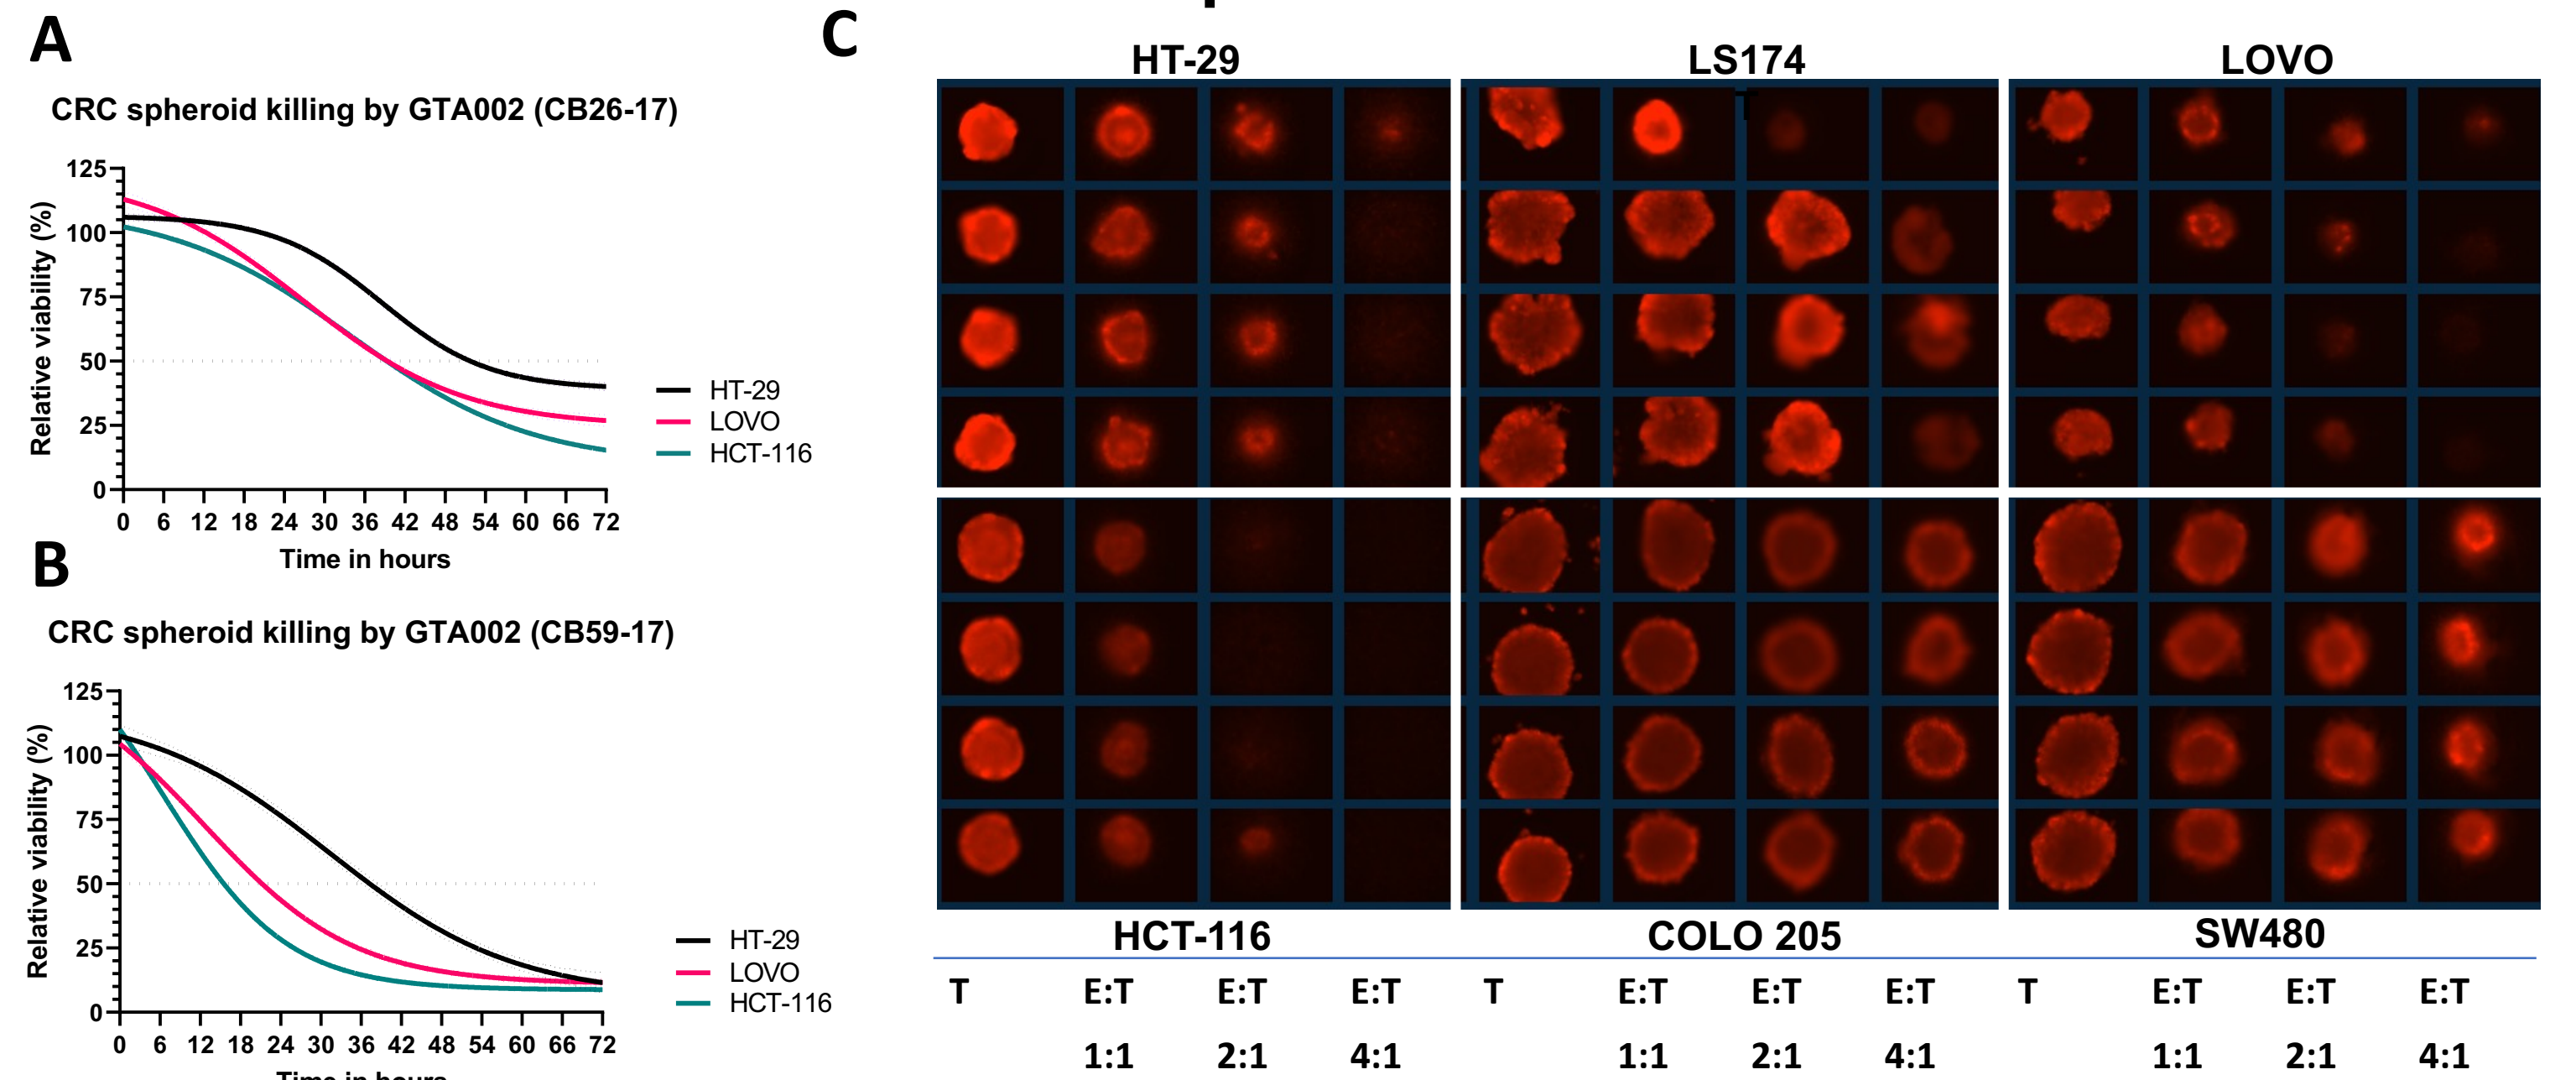 A
CRC spheroid killing by GTA002 (CB26-17)
Relative viability (%)
125
100
75
50
25
0
0 6 12 18 24 30 36 42 48 54 60 66 72
Time in hours
HT-29
LOVO
HCT-116
B
CRC spheroid killing by GTA002 (CB59-17)
Relative viability (%)
125
100
75
50
25
0
0 6 12 18 24 30 36 42 48 54 60 66 72
Time in hours
HT-29
LOVO
HCT-116
C
HT-29 LS174 LOVO
T
HCT-116 COLO 205 SW480
T E:T E:T E:T T E:T E:T E:T T E:T E:T E:T
1:1 2:1 4:1 1:1 2:1 4:1 1:1 2:1 4:1